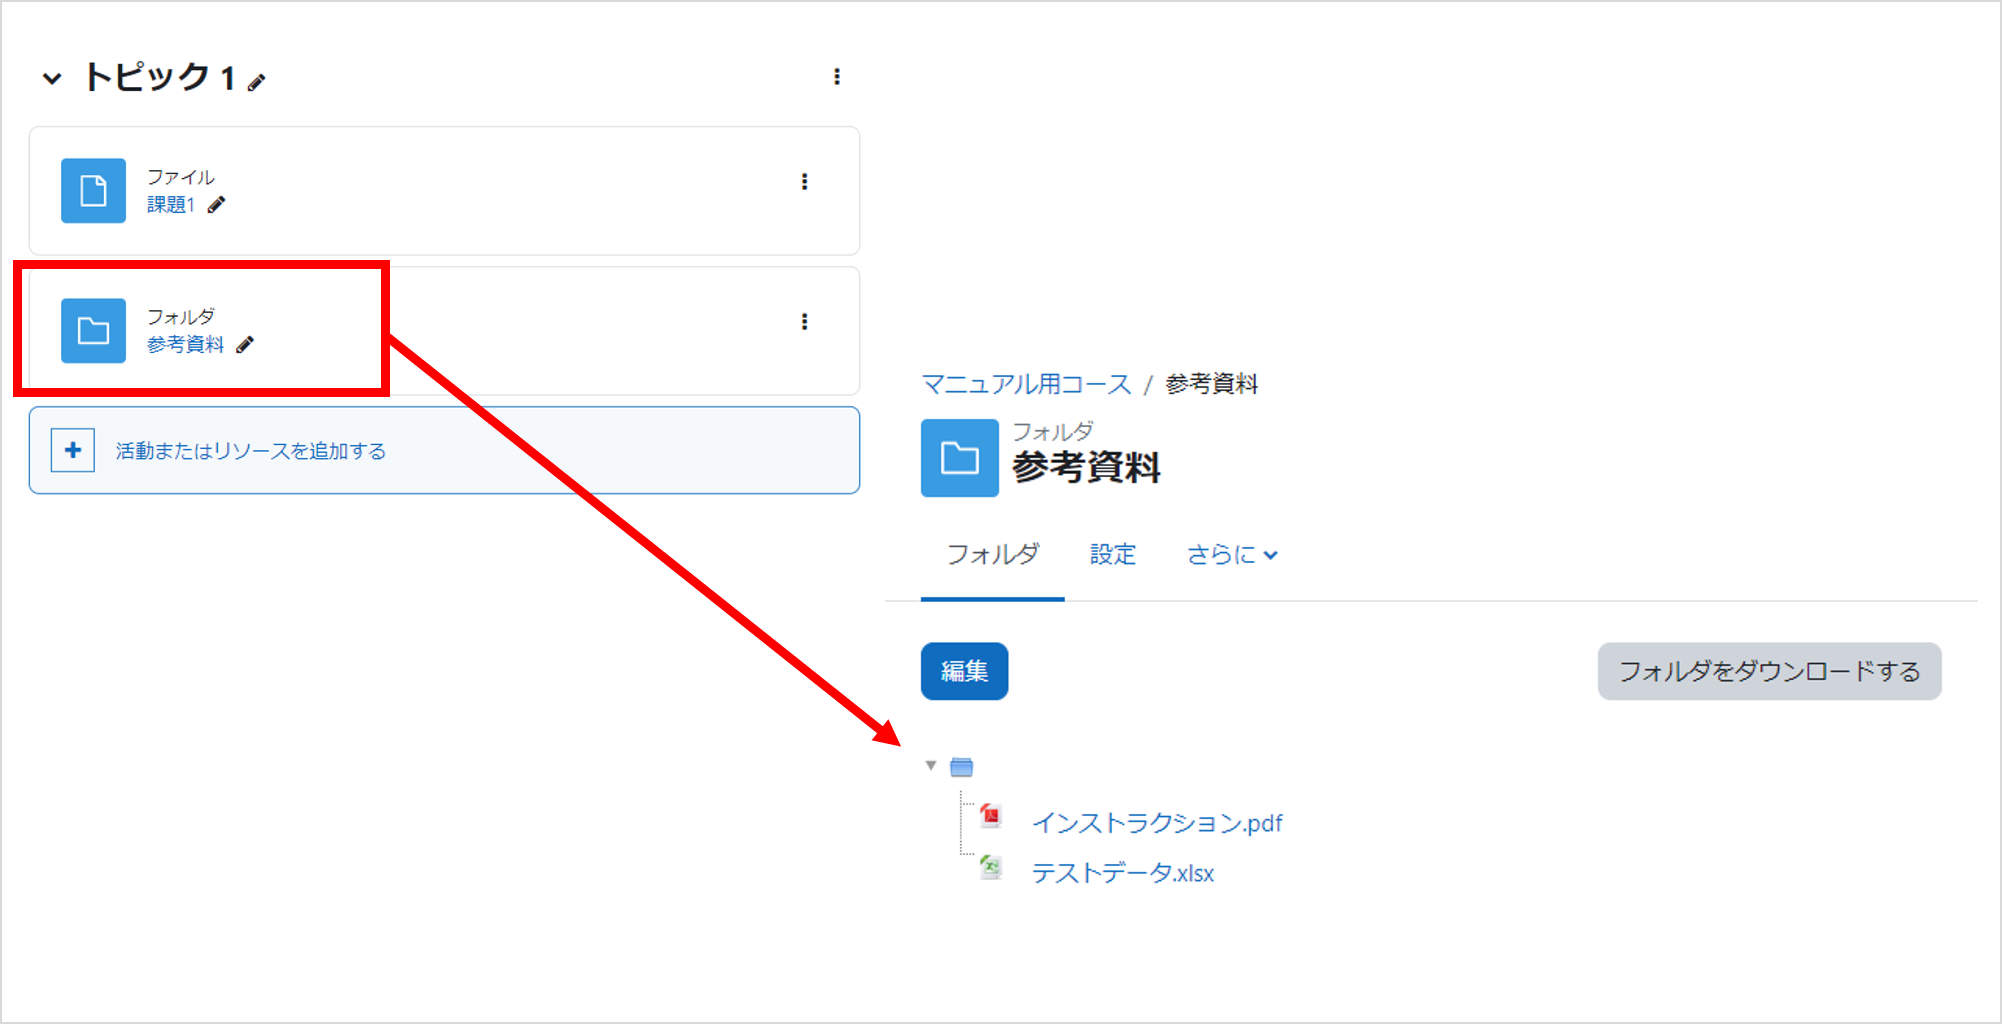 トピック 1
ファイル
課題1
フォルダ
参考資料
活動またはリソースを追加する
マニュアル用コース / 参考資料
フォルダ
参考資料
フォルダ 設定 さらに
編集 フォルダをダウンロードする
インストラクション.pdf
テストデータ.xlsx